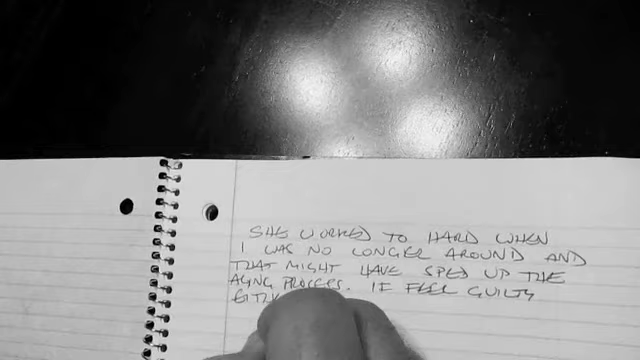 SHE WORKED TO HARD WHEN
I WAS NO LONGER AROUND AND
THAT MIGHT HAVE SPED UP THE
AGING PROCESS. IF FEEL GUILTY